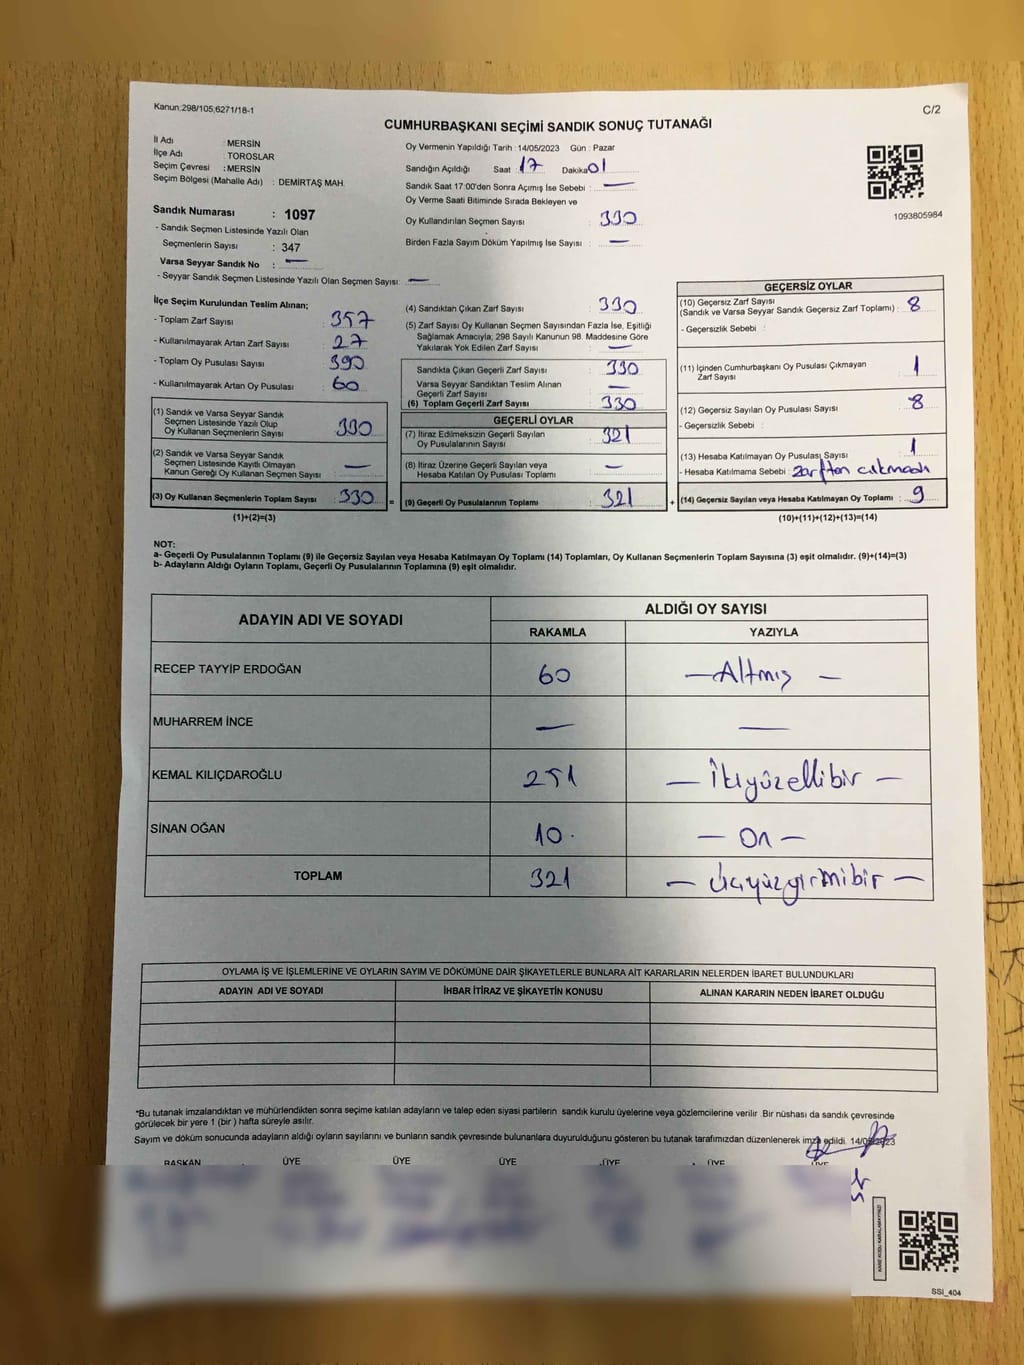 Kanun:298/105,6271/18-1
C/2
CUMHURBAŞKANI SEÇİMİ SANDIK SONUÇ TUTANAĞI
İl Adı : MERSİN
İlçe Adı : TOROSLAR
Seçim Çevresi : MERSİN
Seçim Bölgesi (Mahalle Adı) : DEMİRTAŞ MAH.
Oy Vermenin Yapıldığı Tarih : 14/05/2023 Gün : Pazar
Sandığın Açıldığı Saat : 17 Dakika 01
Sandık Saat 17:00'den Sonra Açılmış İse Sebebi : —
Oy Verme Saati Bitiminde Sırada Bekleyen ve
Oy Kullandırılan Seçmen Sayısı : 330
Birden Fazla Sayım Döküm Yapılmış İse Sayısı : —
1093805984
Sandık Numarası : 1097
- Sandık Seçmen Listesinde Yazılı Olan
Seçmenlerin Sayısı : 347
Varsa Seyyar Sandık No : —
- Seyyar Sandık Seçmen Listesinde Yazılı Olan Seçmen Sayısı: —
İlçe Seçim Kurulundan Teslim Alınan;
- Toplam Zarf Sayısı : 357
- Kullanılmayarak Artan Zarf Sayısı : 27
- Toplam Oy Pusulası Sayısı : 390
- Kullanılmayarak Artan Oy Pusulası : 60
(1) Sandık ve Varsa Seyyar Sandık
Seçmen Listesinde Yazılı Olup
Oy Kullanan Seçmenlerin Sayısı : 330
(2) Sandık ve Varsa Seyyar Sandık
Seçmen Listesinde Kayıtlı Olmayan
Kanun Gereği Oy Kullanan Seçmen Sayısı : —
(3) Oy Kullanan Seçmenlerin Toplam Sayısı : 330 =
(1)+(2)=(3)
(4) Sandıktan Çıkan Zarf Sayısı : 330
(5) Zarf Sayısı Oy Kullanan Seçmen Sayısından Fazla İse, Eşitliği
Sağlamak Amacıyla, 298 Sayılı Kanunun 98. Maddesine Göre
Yakılarak Yok Edilen Zarf Sayısı : —
Sandıkta Çıkan Geçerli Zarf Sayısı : 330
Varsa Seyyar Sandıktan Teslim Alınan
Geçerli Zarf Sayısı : —
(6) Toplam Geçerli Zarf Sayısı : 330
GEÇERLİ OYLAR
(7) İtiraz Edilmeksizin Geçerli Sayılan
Oy Pusulalarının Sayısı : 321
(8) İtiraz Üzerine Geçerli Sayılan veya
Hesaba Katılan Oy Pusulası Toplamı : —
(9) Geçerli Oy Pusulalarının Toplamı : 321 +
GEÇERSİZ OYLAR
(10) Geçersiz Zarf Sayısı
(Sandık ve Varsa Seyyar Sandık Geçersiz Zarf Toplamı) : 8
- Geçersizlik Sebebi :
(11) İçinden Cumhurbaşkanı Oy Pusulası Çıkmayan
Zarf Sayısı : 1
(12) Geçersiz Sayılan Oy Pusulası Sayısı : 8
- Geçersizlik Sebebi :
(13) Hesaba Katılmayan Oy Pusulası Sayısı : 1
- Hesaba Katılmama Sebebi : zarftan çıkmadı
(14) Geçersiz Sayılan veya Hesaba Katılmayan Oy Toplamı : 9
(10)+(11)+(12)+(13)=(14)
NOT:
a- Geçerli Oy Pusulalarının Toplamı (9) ile Geçersiz Sayılan veya Hesaba Katılmayan Oy Toplamı (14) Toplamları, Oy Kullanan Seçmenlerin Toplam Sayısına (3) eşit olmalıdır. (9)+(14)=(3)
b- Adayların Aldığı Oyların Toplamı, Geçerli Oy Pusulalarının Toplamına (9) eşit olmalıdır.
ADAYIN ADI VE SOYADI ALDIĞI OY SAYISI
RAKAMLA YAZIYLA
RECEP TAYYİP ERDOĞAN 60 — Altmış —
MUHARREM İNCE — —
KEMAL KILIÇDAROĞLU 251 — İkiyüzellibir —
SİNAN OĞAN 10 — On —
TOPLAM 321 — Üçyüzyirmibir —
OYLAMA İŞ VE İŞLEMLERİNE VE OYLARIN SAYIM VE DÖKÜMÜNE DAİR ŞİKAYETLERLE BUNLARA AİT KARARLARIN NELERDEN İBARET BULUNDUKLARI
ADAYIN ADI VE SOYADI İHBAR İTİRAZ VE ŞİKAYETİN KONUSU ALINAN KARARIN NEDEN İBARET OLDUĞU
*Bu tutanak imzalandıktan ve mühürlendikten sonra seçime katılan adayların ve talep eden siyasi partilerin sandık kurulu üyelerine veya gözlemcilerine verilir. Bir nüshası da sandık çevresinde
görülecek bir yere 1 (bir) hafta süreyle asılır.
Sayım ve döküm sonucunda adayların aldığı oyların sayılarını ve bunların sandık çevresinde bulunanlara duyurulduğunu gösteren bu tutanak tarafımızdan düzenlenerek imza edildi. 14/05/2023
BAŞKAN ÜYE ÜYE ÜYE ÜYE ÜYE ÜYE
KARE KODU KARALAMAYINIZ!
SSI_404